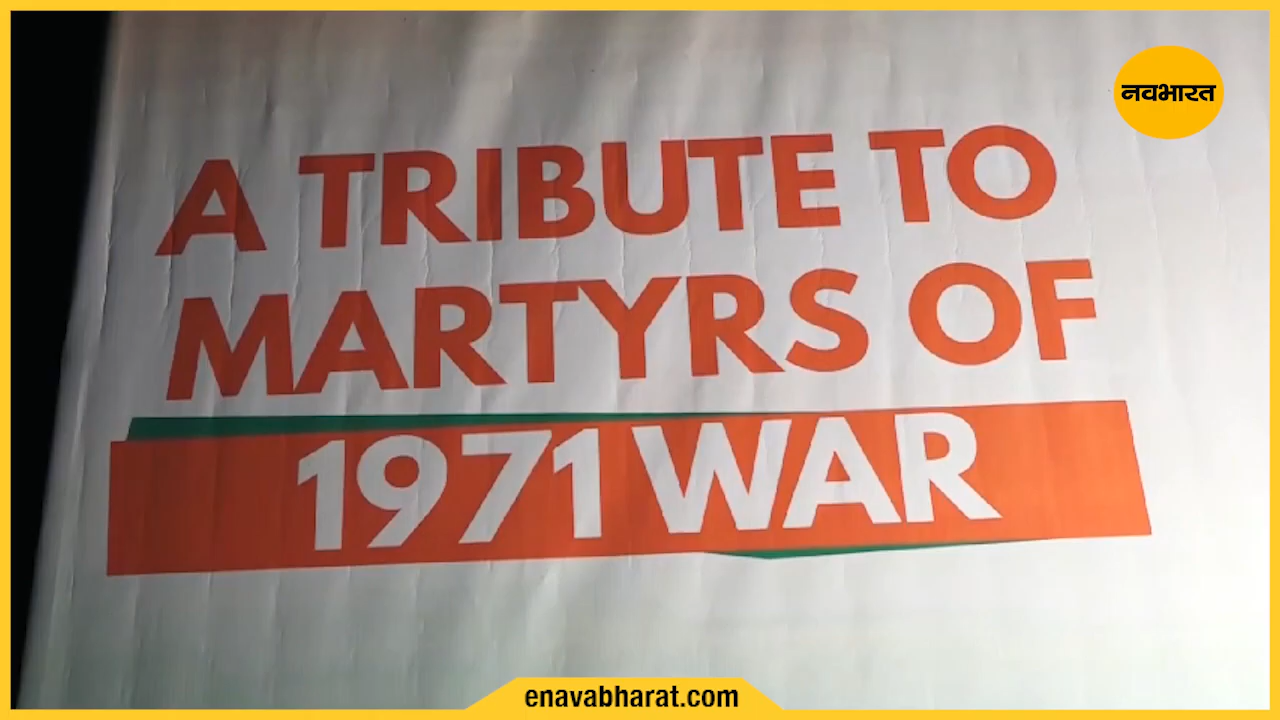 नवभारत
A TRIBUTE TO
MARTYRS OF
1971 WAR
enavabharat.com